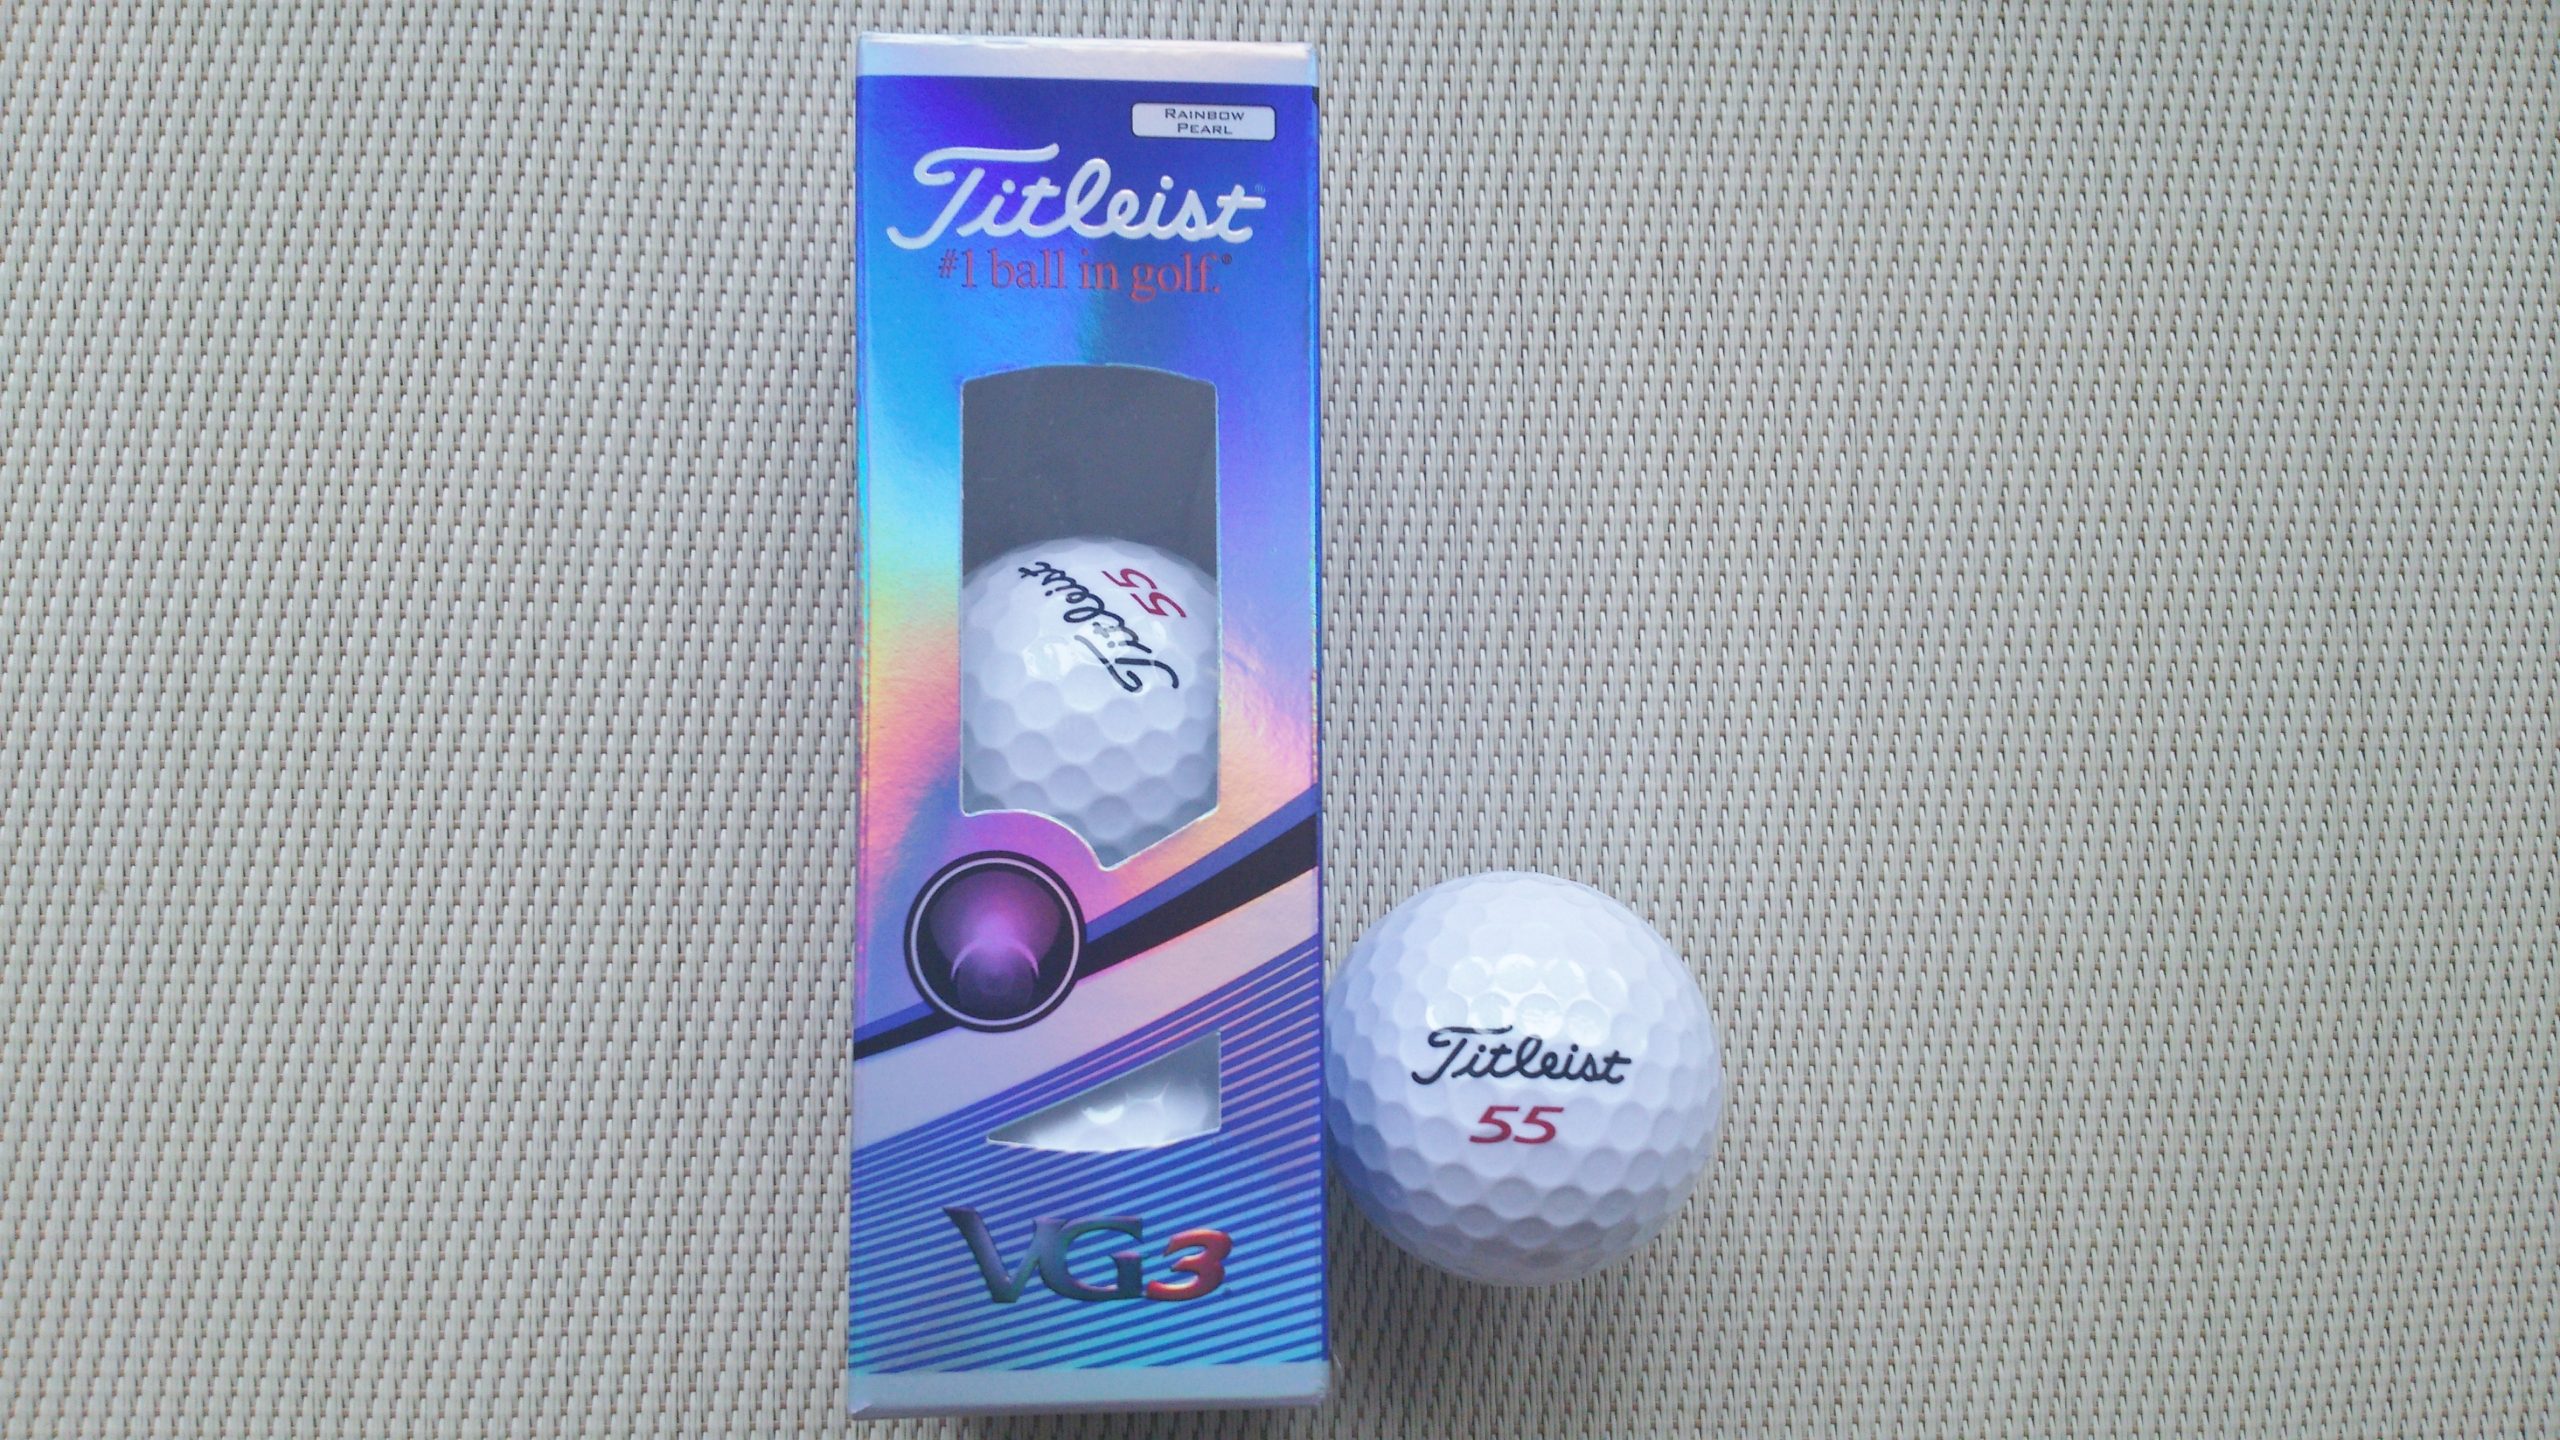 RAINBOW
PEARL
Titleist®
#1 ball in golf.®
Titleist
55
VG3
Titleist
55